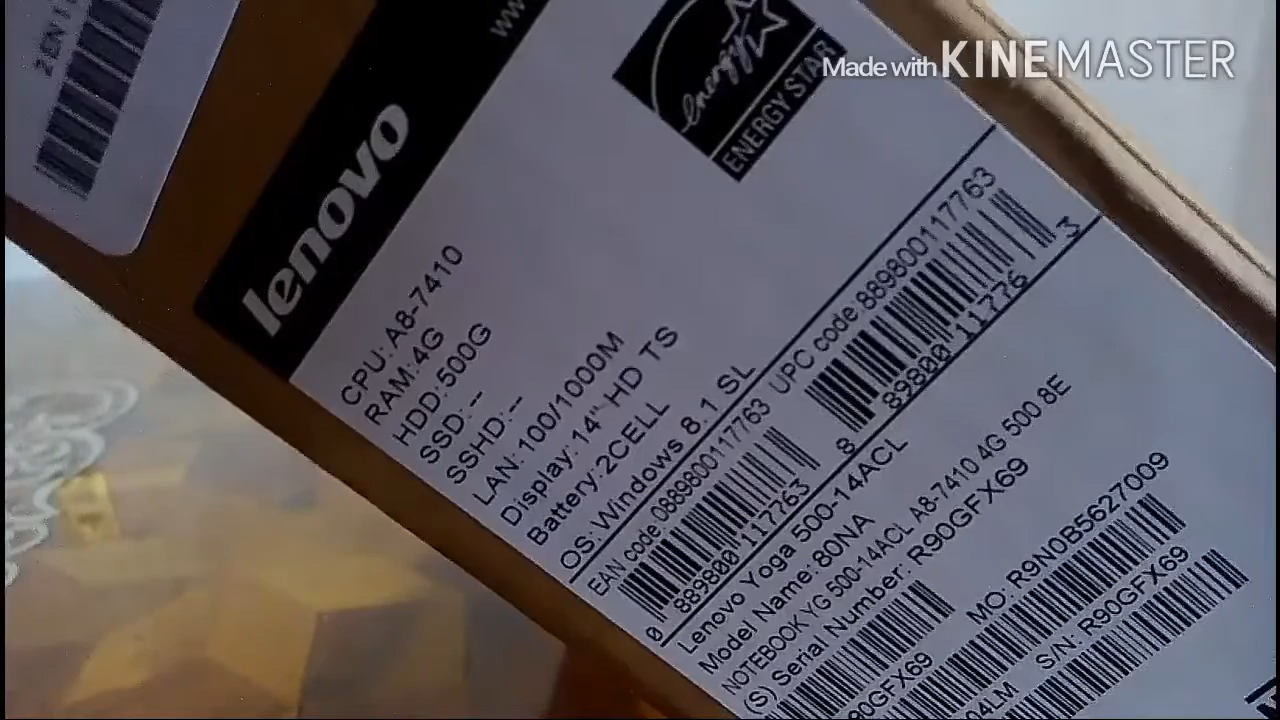 Made with KINEMASTER
lenovo
energy
ENERGY STAR
CPU: A8-7410
RAM:4G
HDD:500G
SSD:--
SSHD:--
LAN: 100/1000M
Display: 14" HD TS
Battery:2CELL
OS: Windows 8.1 SL
EAN code: 0889800117763 UPC code:889800117763
0 889800 117763
8 89800 11776 3
Lenovo Yoga 500-14ACL
Model Name: 80NA
NOTEBOOK YG 500-14ACL A8-7410 4G 500 8E
(S) Serial Number: R90GFX69
MO: R9N0B5627009
S/N: R90GFX69